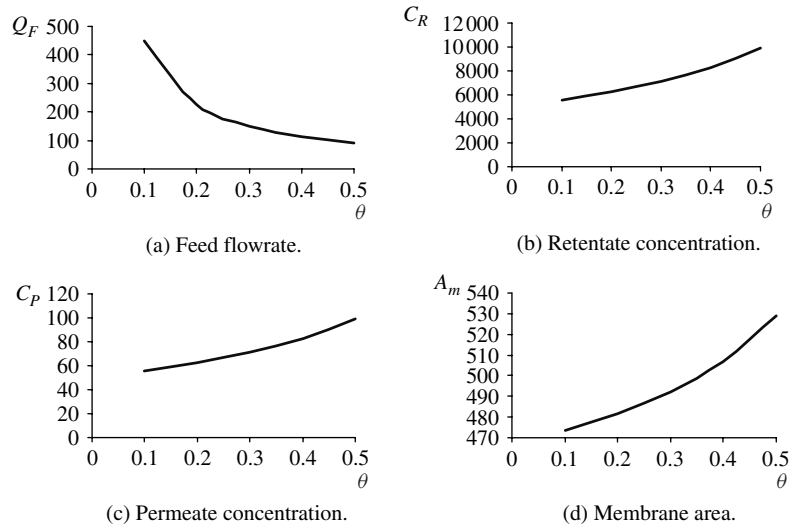 Q_F 500
400
300
200
100
0
0 0.1 0.2 0.3 0.4 0.5
θ
(a) Feed flowrate.
C_R 12 000
10 000
8000
6000
4000
2000
0
0 0.1 0.2 0.3 0.4 0.5
θ
(b) Retentate concentration.
C_P 120
100
80
60
40
20
0
0 0.1 0.2 0.3 0.4 0.5
θ
(c) Permeate concentration.
A_m 540
530
520
510
500
490
480
470
0 0.1 0.2 0.3 0.4 0.5
θ
(d) Membrane area.